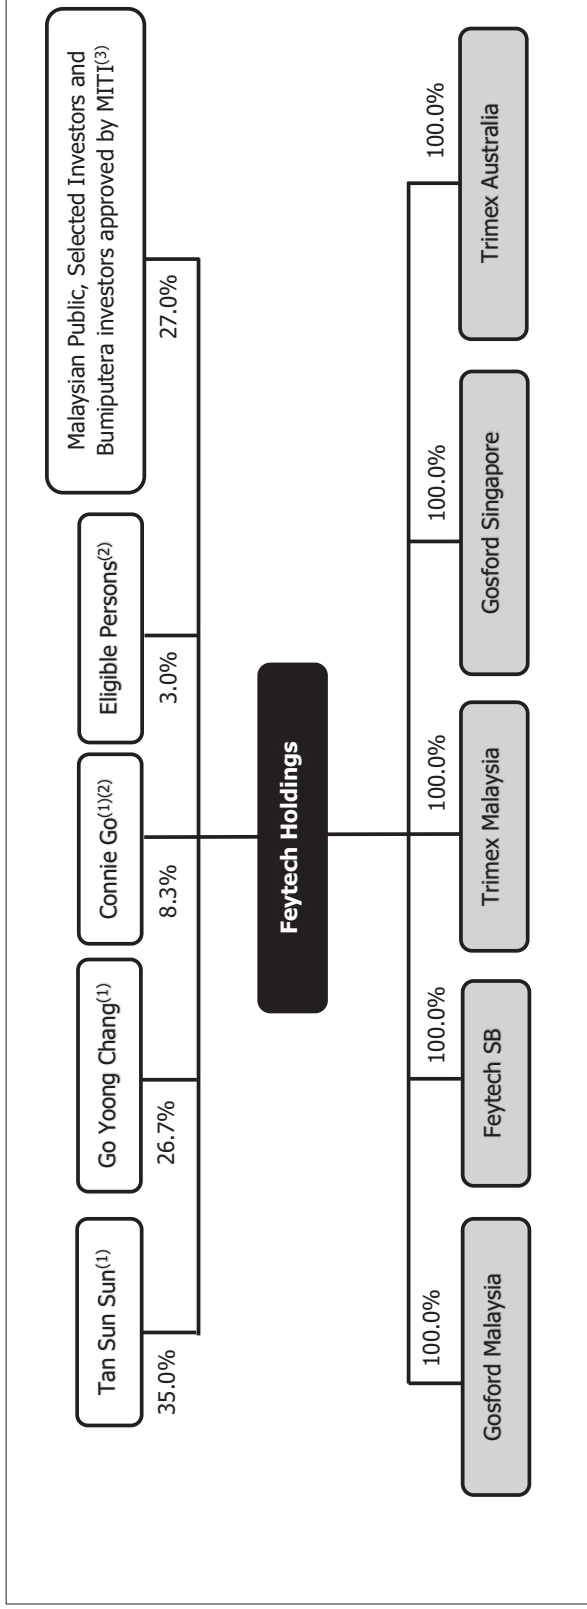 Tan Sun Sun(1)
Go Yoong Chang(1)
Connie Go(1)(2)
Eligible Persons(2)
Malaysian Public, Selected Investors and
Bumiputera investors approved by MITI(3)
35.0%
26.7%
8.3%
3.0%
27.0%
Feytech Holdings
100.0%
100.0%
100.0%
100.0%
100.0%
Gosford Malaysia
Feytech SB
Trimex Malaysia
Gosford Singapore
Trimex Australia